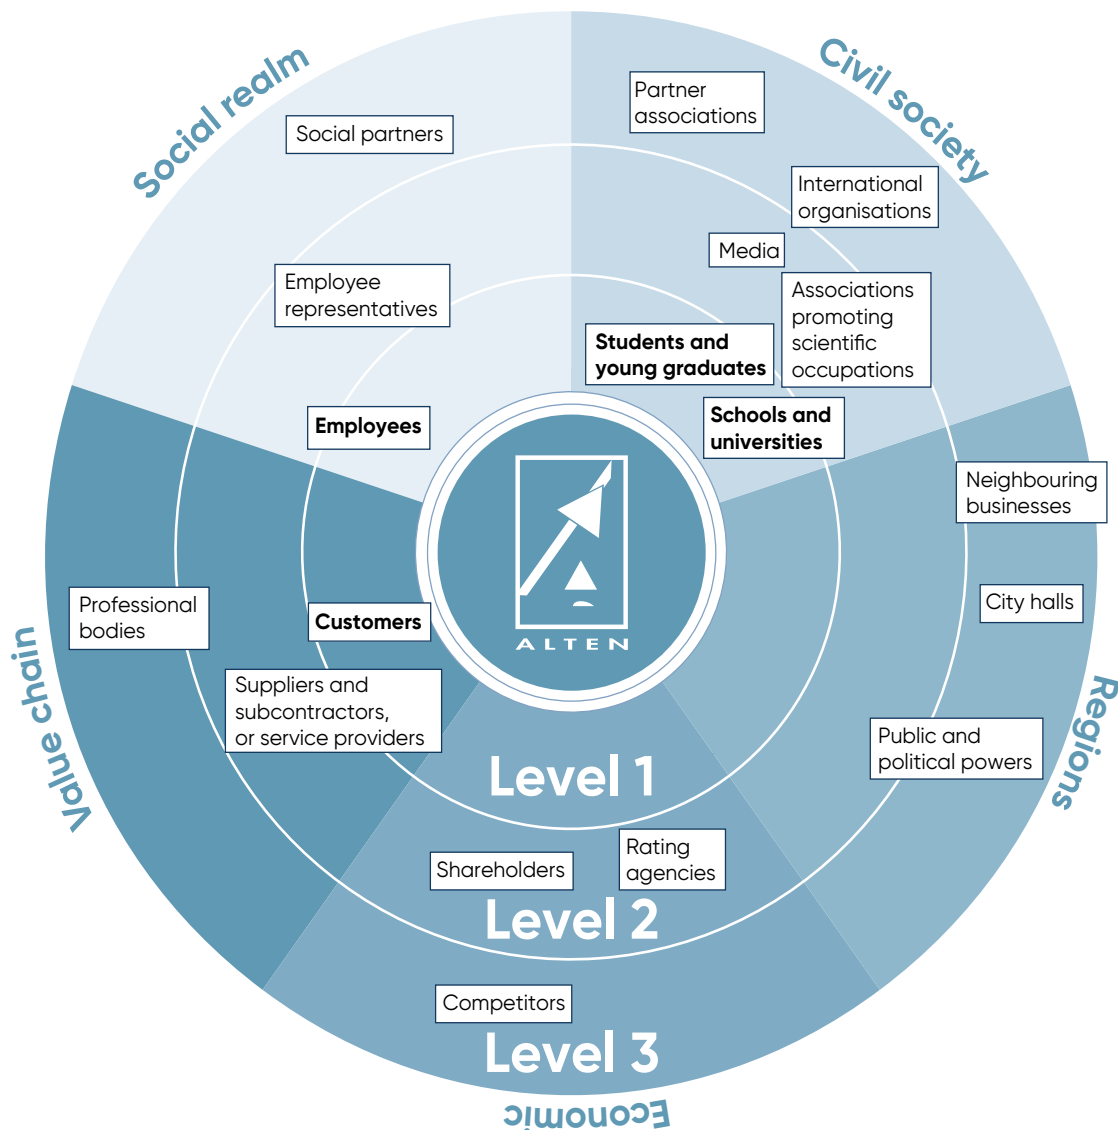 Social realm
Civil society
Partner
associations
Social partners
International
organisations
Media
Employee
representatives
Associations
promoting
scientific
occupations
Students and
young graduates
Employees
Schools and
universities
Neighbouring
businesses
ALTEN
City halls
Professional
bodies
Customers
Value chain
Regions
Suppliers and
subcontractors,
or service providers
Public and
political powers
Level 1
Shareholders
Rating
agencies
Level 2
Competitors
Level 3
Economic